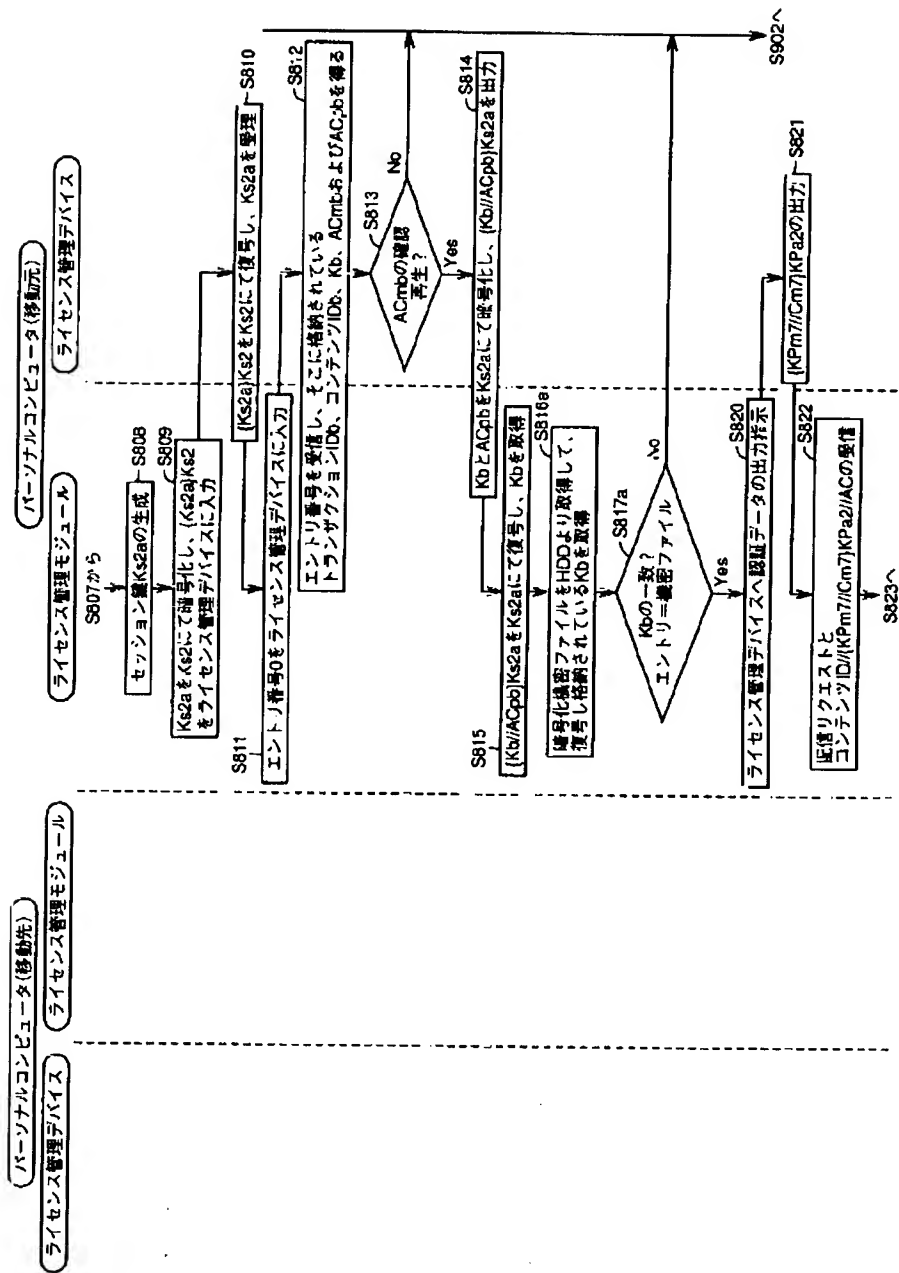 パーソナルコンピュータ(移動先)
パーソナルコンピュータ(移動元)
ライセンス管理デバイス
ライセンス管理モジュール
ライセンス管理モジュール
ライセンス管理デバイス
S807から
S808
セッション鍵Ks2aの生成
S809
Ks2aをKs2にて暗号化し、{Ks2a}Ks2
をライセンス管理デバイスに入力
S810
{Ks2a}Ks2をKs2にて復号し、Ks2aを受理
S811
エントリ番号0をライセンス管理デバイスに入力
S812
エントリ番号を受信し、そこに格納されている
トランザクションIDb、コンテンツIDb、Kb、ACmbおよびACpbを得る
S813
ACmbの確認
再生?
No
Yes
S814
KbとACpbをKs2aにて暗号化し、{Kb//ACpb}Ks2aを出力
S815
{Kb//ACpb}Ks2aをKs2aにて復号し、Kbを取得
S816a
暗号化機密ファイルをHDDより取得して、
復号し格納されているKbを取得
S817a
Kbの一致?
エントリ=機密ファイル
No
Yes
S820
ライセンス管理デバイスへ認証データの出力指示
S821
{KPm7//Cm7}KPa2の出力
S822
配信リクエストと
コンテンツID//{KPm7//Cm7}KPa2//ACの受信
S823へ
S902へ